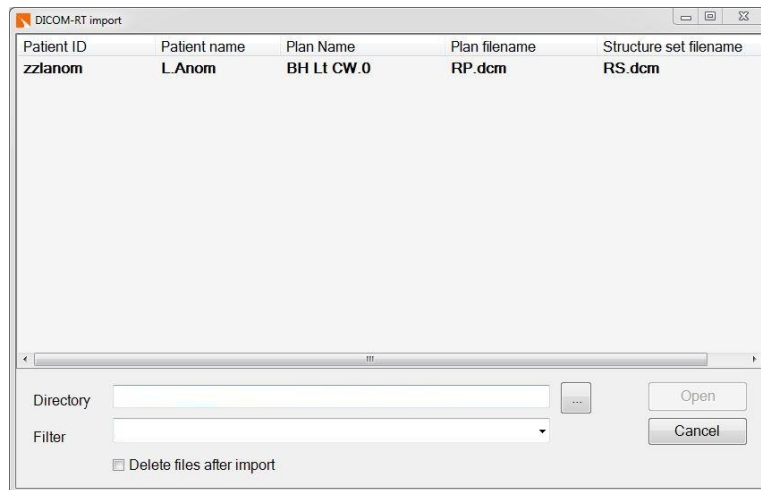 DICOM-RT import
Patient ID Patient name Plan Name Plan filename Structure set filename
zzlanom L.Anom BH Lt CW.0 RP.dcm RS.dcm
Directory ... Open
Filter Cancel
Delete files after import